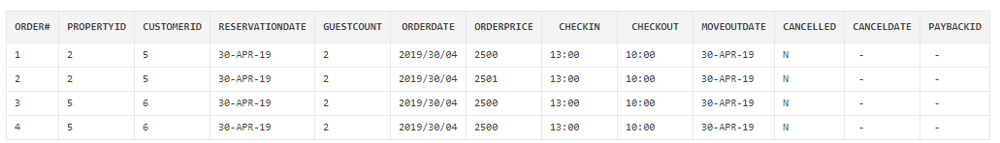 ORDER# PROPERTYID CUSTOMERID RESERVATIONDATE GUESTCOUNT ORDERDATE ORDERPRICE CHECKIN CHECKOUT MOVEOUTDATE CANCELLED CANCELDATE PAYBACKID
1 2 5 30-APR-19 2 2019/30/04 2500 13:00 10:00 30-APR-19 N - -
2 2 5 30-APR-19 2 2019/30/04 2501 13:00 10:00 30-APR-19 N - -
3 5 6 30-APR-19 2 2019/30/04 2500 13:00 10:00 30-APR-19 N - -
4 5 6 30-APR-19 2 2019/30/04 2500 13:00 10:00 30-APR-19 N - -